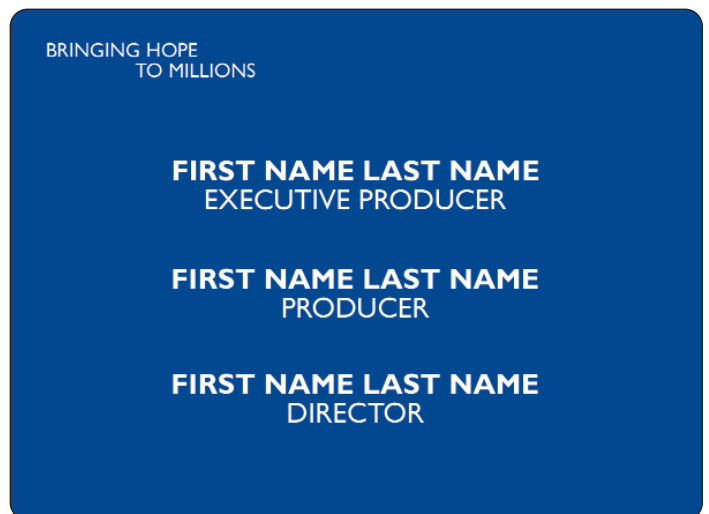 BRINGING HOPE
TO MILLIONS
FIRST NAME LAST NAME
EXECUTIVE PRODUCER
FIRST NAME LAST NAME
PRODUCER
FIRST NAME LAST NAME
DIRECTOR